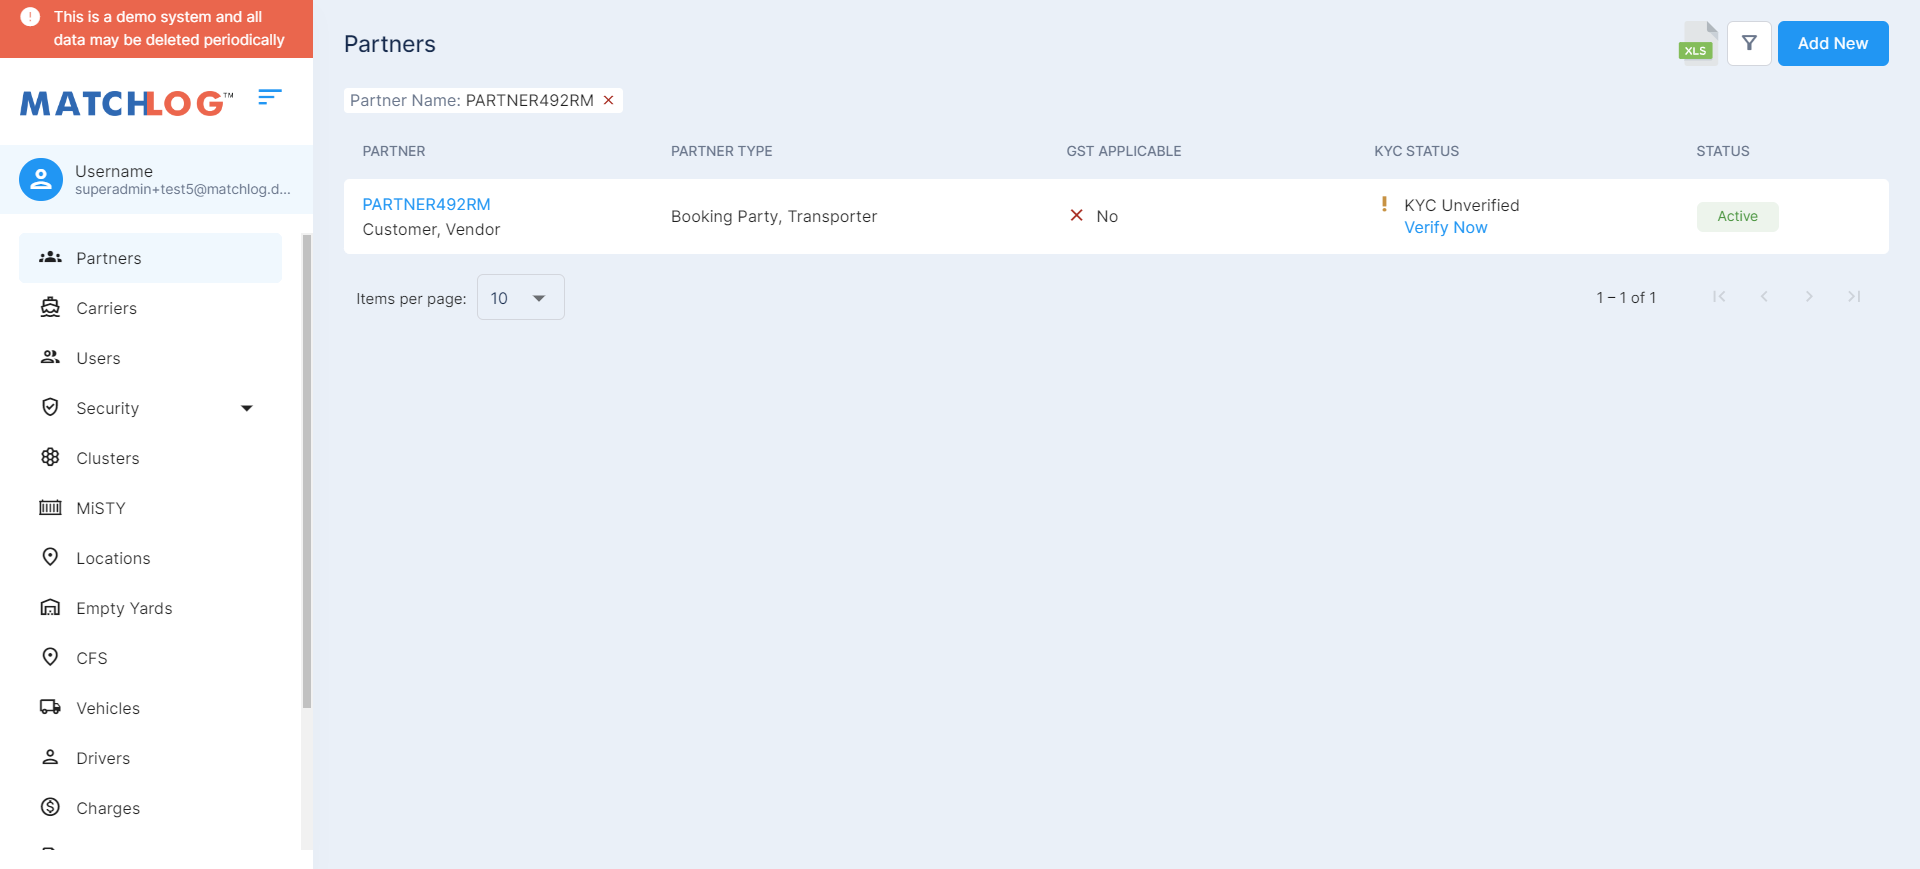 This is a demo system and all
data may be deleted periodically
MATCHLOG™
Username
superadmin+test5@matchlog.d...
Partners
Carriers
Users
Security
Clusters
MiSTY
Locations
Empty Yards
CFS
Vehicles
Drivers
Charges
Partners
XLS
Add New
Partner Name: PARTNER492RM
PARTNER PARTNER TYPE GST APPLICABLE KYC STATUS STATUS
PARTNER492RM
Customer, Vendor
Booking Party, Transporter
No
KYC Unverified
Verify Now
Active
Items per page: 10
1 – 1 of 1